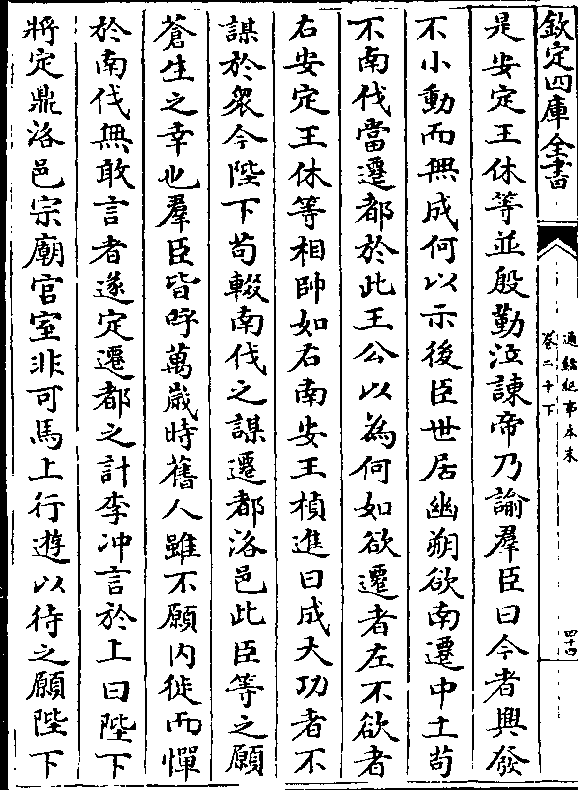 欽定四庫全書
通鑑紀事本末
卷二十下
四十四
是安定王休等並殷勤泣諫帝乃諭羣臣曰今者興發
不小動而無成何以示後臣世居幽朔欲南遷中土苟
不南伐當遷都於此王公以為何如欲遷者左不欲者
右安定王休等相帥如右南安王楨進曰成大功者不
謀於衆今陛下苟輟南伐之謀遷都洛邑此臣等之願
蒼生之幸也羣臣皆呼萬歲時舊人雖不願内徙而憚
於南伐無敢言者遂定遷都之計李冲言於上曰陛下
將定鼎洛邑宗廟宮室非可馬上行遊以待之願陛下